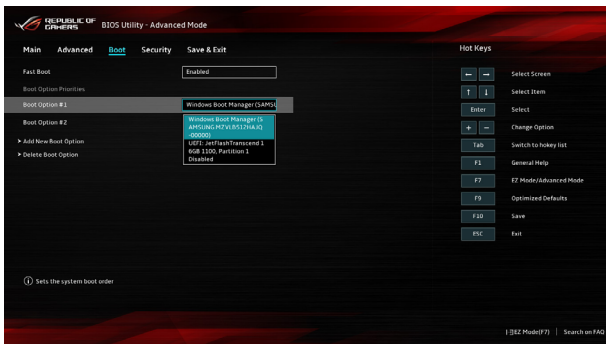 REPUBLIC OF
GAMERS
BIOS Utility - Advanced Mode
Main Advanced Boot Security Save & Exit
Hot Keys
Fast Boot Enabled
Boot Option Priorities
Boot Option #1 Windows Boot Manager (SAMSU
Boot Option #2
Windows Boot Manager (S
AMSUNG MZVLB512HAJQ
-00000)
UEFI: JetFlashTranscend 1
6GB 1100, Partition 1
Disabled
> Add New Boot Option
> Delete Boot Option
← → Select Screen
↑ ↓ Select Item
Enter Select
+ − Change Option
Tab Switch to hokey list
F1 General Help
F7 EZ Mode/Advanced Mode
F9 Optimized Defaults
F10 Save
ESC Exit
i Sets the system boot order
EZ Mode(F7) | Search on FAQ